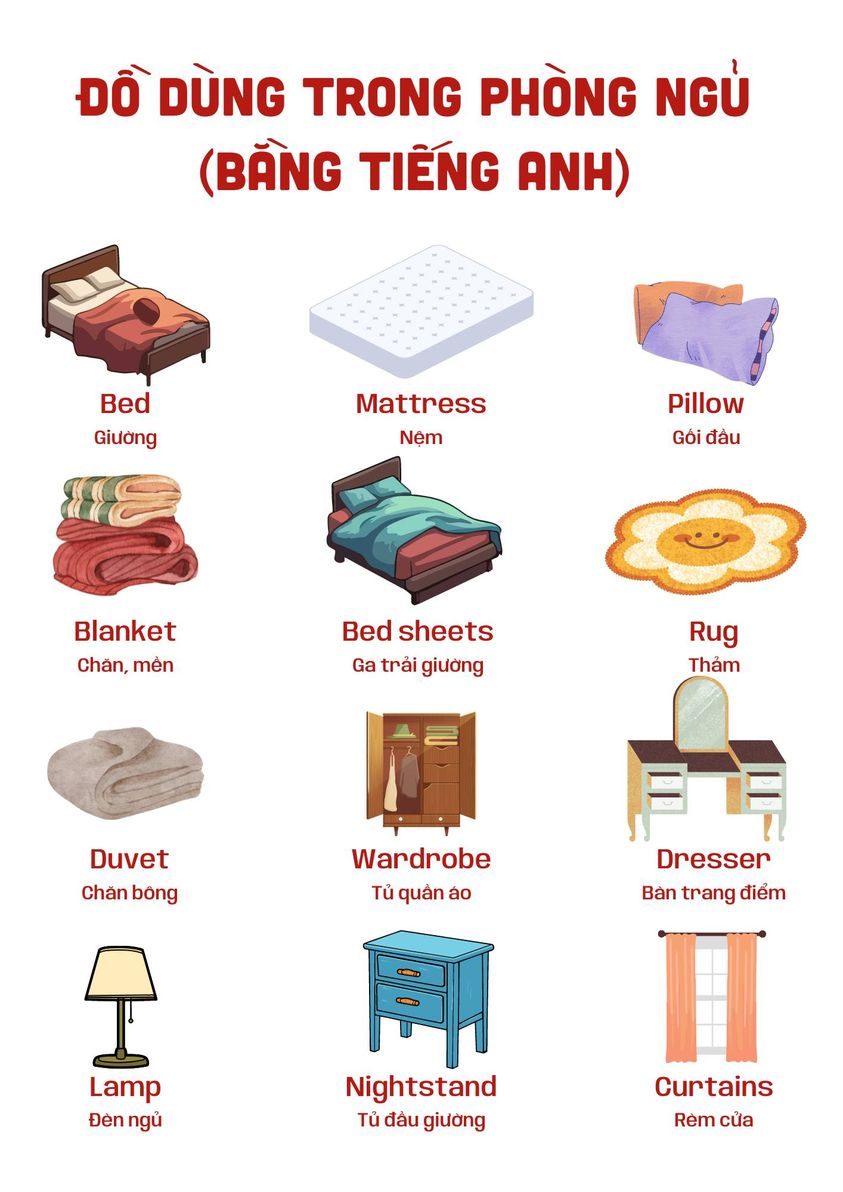 ĐỒ DÙNG TRONG PHÒNG NGỦ
(BẰNG TIẾNG ANH)
Bed
Giường
Mattress
Nệm
Pillow
Gối đầu
Blanket
Chăn, mền
Bed sheets
Ga trải giường
Rug
Thảm
Duvet
Chăn bông
Wardrobe
Tủ quần áo
Dresser
Bàn trang điểm
Lamp
Đèn ngủ
Nightstand
Tủ đầu giường
Curtains
Rèm cửa